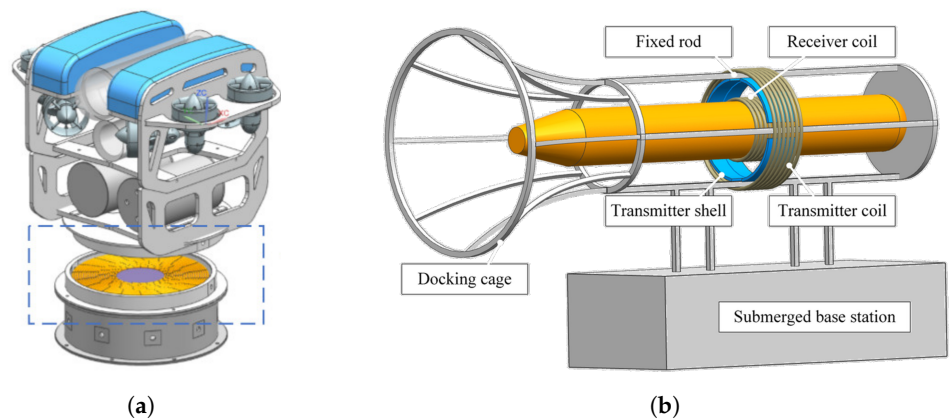 Fixed rod
Receiver coil
Transmitter shell
Transmitter coil
Docking cage
Submerged base station
(a)
(b)